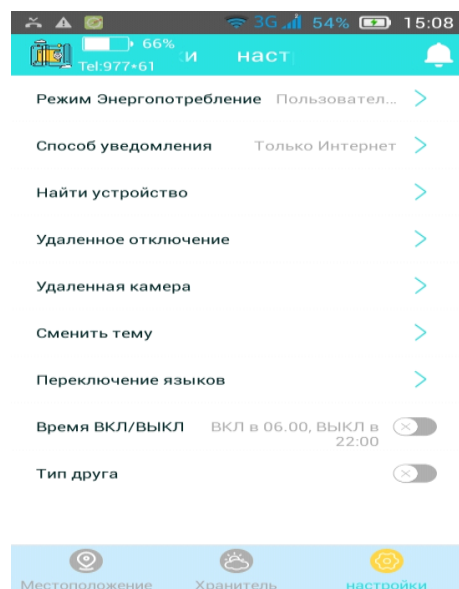 3G 54% 15:08
66%
Tel:977*61
ки наст
Режим Энергопотребление Пользовател...
Способ уведомления Только Интернет
Найти устройство
Удаленное отключение
Удаленная камера
Сменить тему
Переключение языков
Время ВКЛ/ВЫКЛ ВКЛ в 06.00, ВЫКЛ в
22:00
Тип друга
Местоположение Хранитель настройки